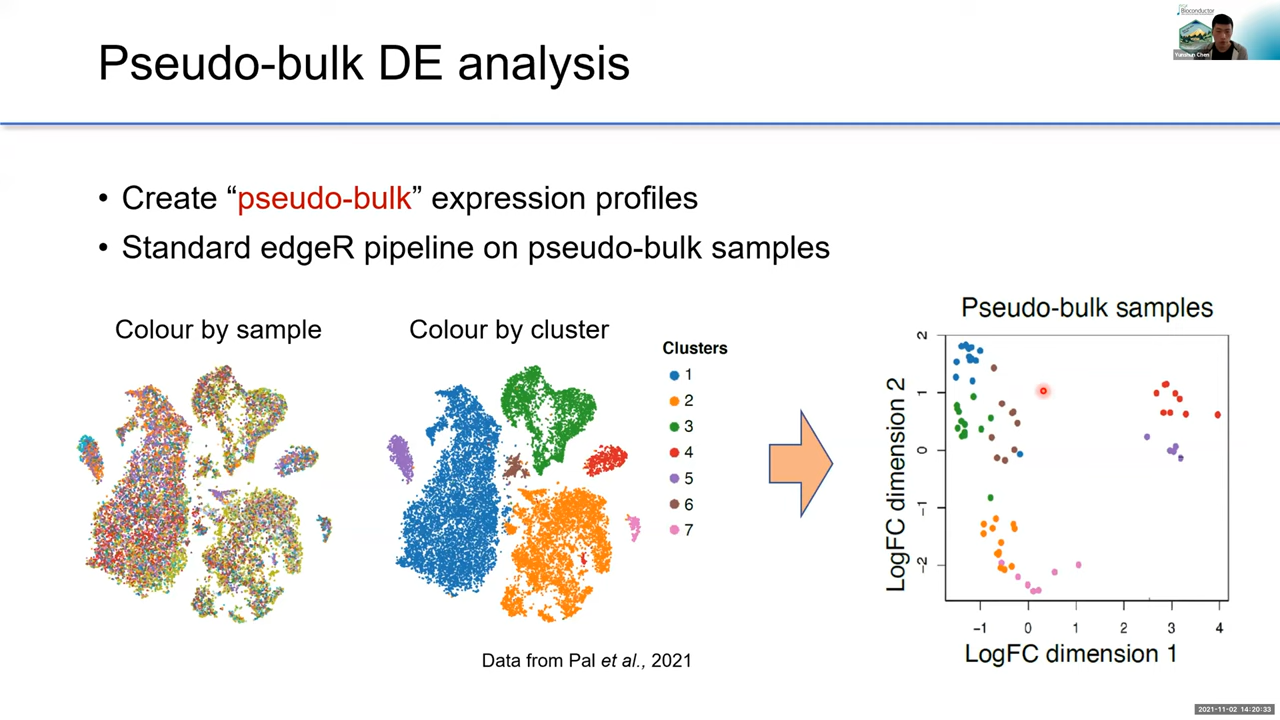 Bioconductor
Yunshun Chen
Pseudo-bulk DE analysis
• Create “pseudo-bulk” expression profiles
• Standard edgeR pipeline on pseudo-bulk samples
Colour by sample
Colour by cluster
Clusters
1
2
3
4
5
6
7
Pseudo-bulk samples
LogFC dimension 2
2
1
0
−1
−2
−1 0 1 2 3 4
LogFC dimension 1
Data from Pal et al., 2021
2021-11-02 14:20:33